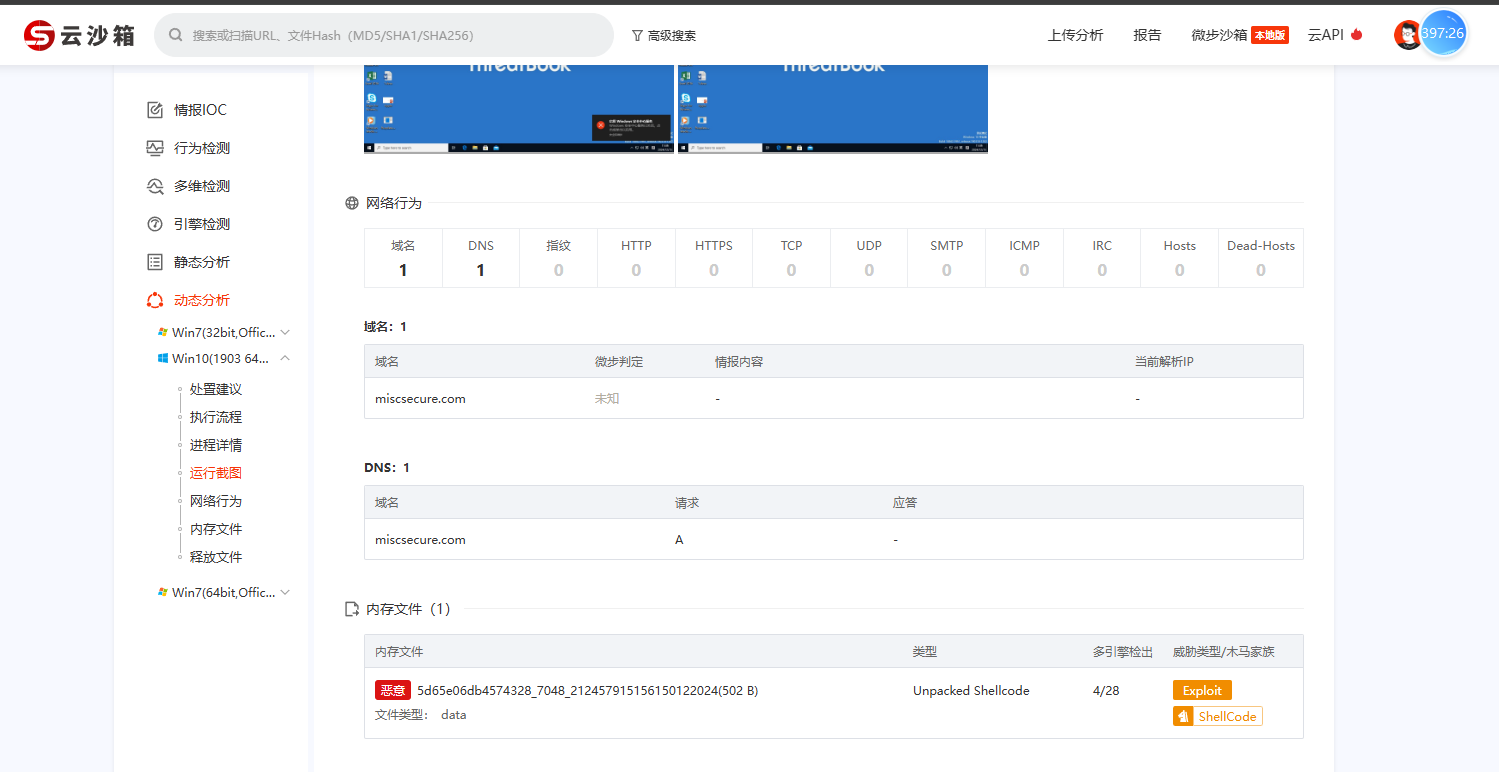 云沙箱
搜索或扫描URL、文件Hash（MD5/SHA1/SHA256）
高级搜索
上传分析
报告
微步沙箱 本地版
云API
397:26
情报IOC
行为检测
多维检测
引擎检测
静态分析
动态分析
Win7(32bit,Offic...
Win10(1903 64...
处置建议
执行流程
进程详情
运行截图
网络行为
内存文件
释放文件
Win7(64bit,Offic...
ThreatBook ThreatBook
网络行为
域名 DNS 指纹 HTTP HTTPS TCP UDP SMTP ICMP IRC Hosts Dead-Hosts
1 1 0 0 0 0 0 0 0 0 0 0
域名：1
域名 微步判定 情报内容 当前解析IP
miscsecure.com 未知 - -
DNS：1
域名 请求 应答
miscsecure.com A -
内存文件（1）
内存文件 类型 多引擎检出 威胁类型/木马家族
恶意 5d65e06db4574328_7048_212457915156150122024(502 B) Unpacked Shellcode 4/28 Exploit
文件类型： data ShellCode